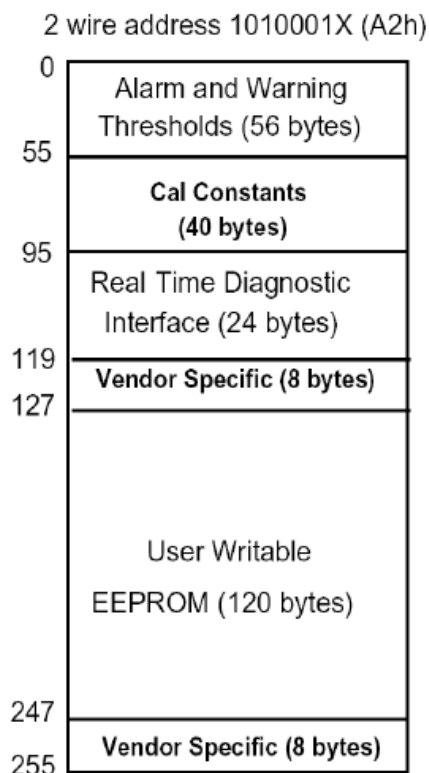 2 wire address 1010001X (A2h)
0
Alarm and Warning
Thresholds (56 bytes)
55
Cal Constants
(40 bytes)
95
Real Time Diagnostic
Interface (24 bytes)
119
Vendor Specific (8 bytes)
127
User Writable
EEPROM (120 bytes)
247
Vendor Specific (8 bytes)
255